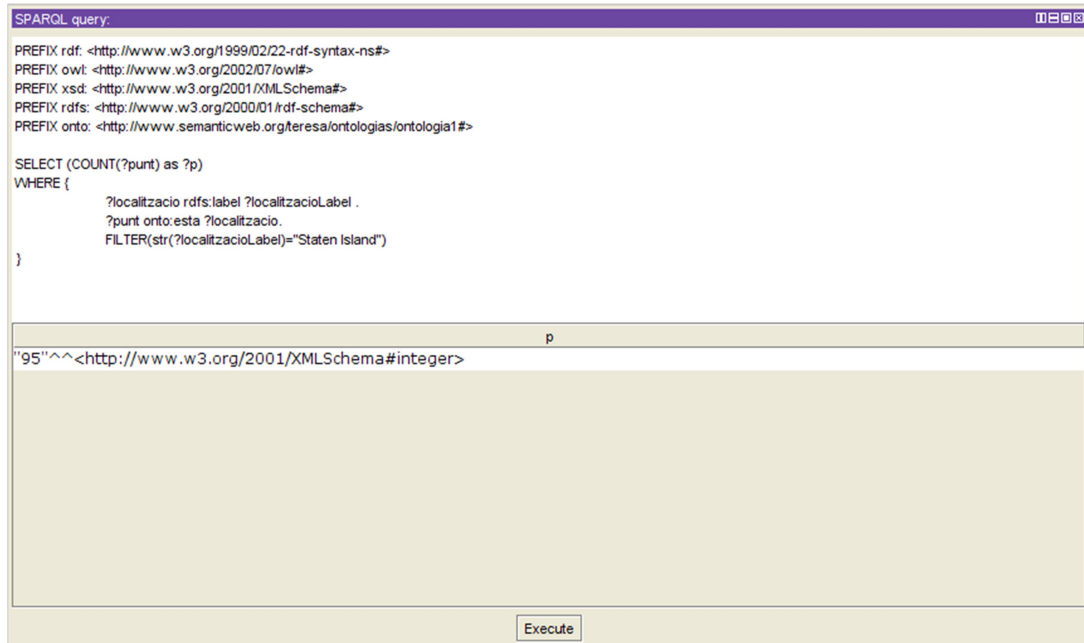 SPARQL query:
PREFIX rdf: <http://www.w3.org/1999/02/22-rdf-syntax-ns#>
PREFIX owl: <http://www.w3.org/2002/07/owl#>
PREFIX xsd: <http://www.w3.org/2001/XMLSchema#>
PREFIX rdfs: <http://www.w3.org/2000/01/rdf-schema#>
PREFIX onto: <http://www.semanticweb.org/teresa/ontologias/ontologia1#>
SELECT (COUNT(?punt) as ?p)
WHERE {
?localitzacio rdfs:label ?localitzacioLabel .
?punt onto:esta ?localitzacio.
FILTER(str(?localitzacioLabel)="Staten Island")
}
p
"95"^^<http://www.w3.org/2001/XMLSchema#integer>
Execute